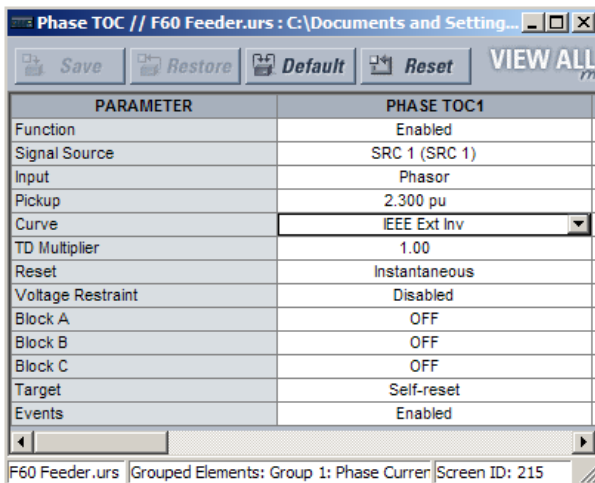 Phase TOC // F60 Feeder.urs : C:\Documents and Setting...
Save Restore Default Reset VIEW ALL
m
PARAMETER PHASE TOC1
Function Enabled
Signal Source SRC 1 (SRC 1)
Input Phasor
Pickup 2.300 pu
Curve IEEE Ext Inv
TD Multiplier 1.00
Reset Instantaneous
Voltage Restraint Disabled
Block A OFF
Block B OFF
Block C OFF
Target Self-reset
Events Enabled
F60 Feeder.urs Grouped Elements: Group 1: Phase Currer Screen ID: 215